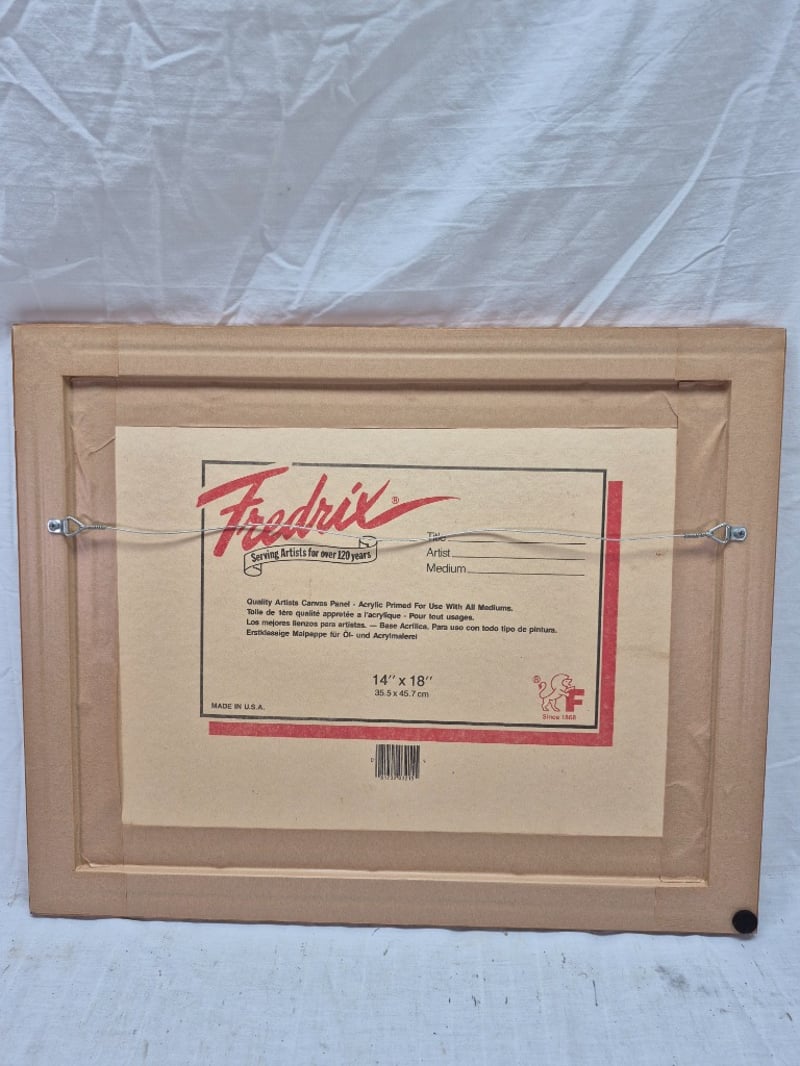 Fredrix®
Serving Artists for over 120 years
Title
Artist
Medium
Quality Artists Canvas Panel - Acrylic Primed For Use With All Mediums.
Toile de 1ère qualité apprêtée a l'acrylique - Pour tout usages.
Los mejores lienzos para artistas. — Base Acrílica. Para uso con todo tipo de pintura.
Erstklassige Malpappe für Öl- und Acrylmalerei
14" x 18"
35.5 x 45.7 cm
MADE IN U.S.A.
® F
Since 1868